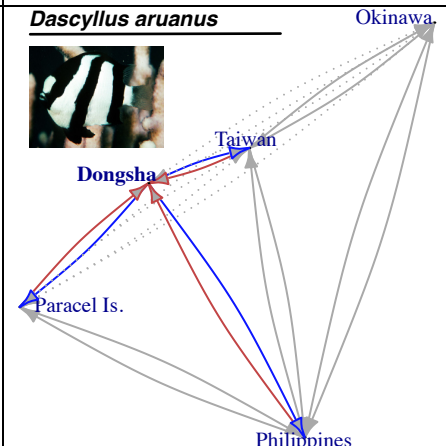 Dascyllus aruanus
Okinawa.
Taiwan
Dongsha
Paracel Is.
Philippines